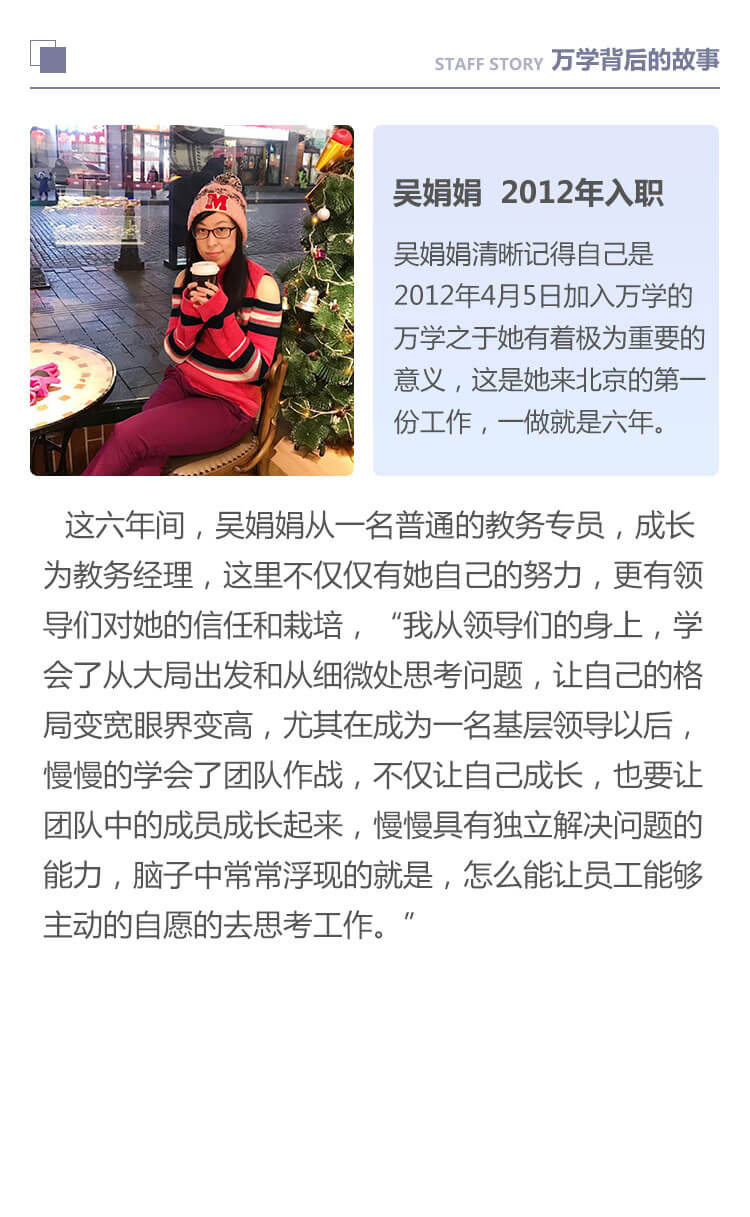 STAFF STORY 万学背后的故事
吴娟娟 2012年入职
吴娟娟清晰记得自己是
2012年4月5日加入万学的
万学之于她有着极为重要的
意义，这是她来北京的第一
份工作，一做就是六年。
M
这六年间，吴娟娟从一名普通的教务专员，成长
为教务经理，这里不仅仅有她自己的努力，更有领
导们对她的信任和栽培，“我从领导们的身上，学
会了从大局出发和从细微处思考问题，让自己的格
局变宽眼界变高，尤其在成为一名基层领导以后，
慢慢的学会了团队作战，不仅让自己成长，也要让
团队中的成员成长起来，慢慢具有独立解决问题的
能力，脑子中常常浮现的就是，怎么能让员工能够
主动的自愿的去思考工作。”